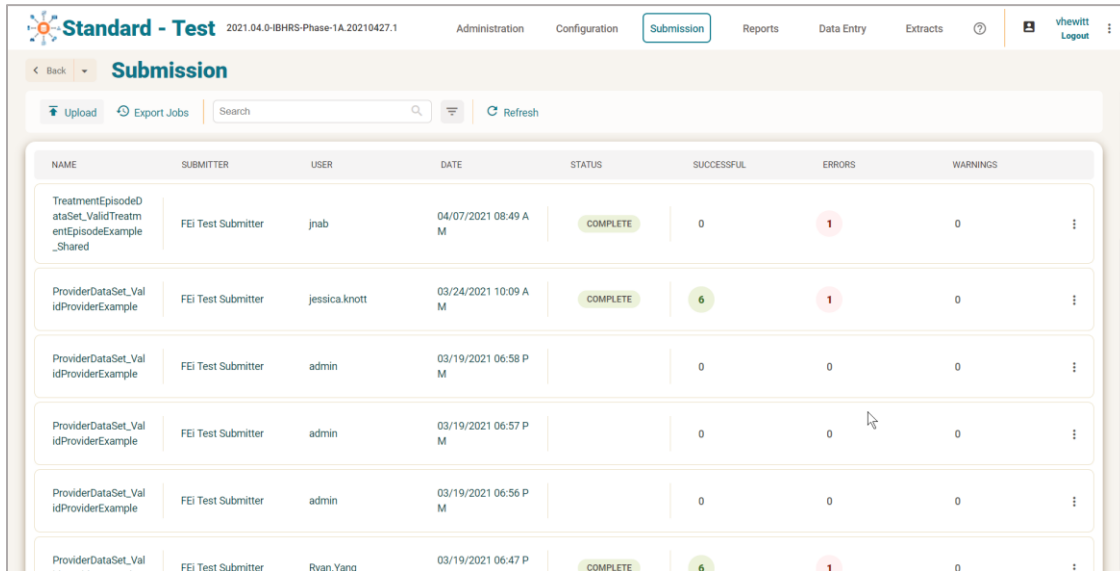 Standard - Test 2021.04.0-IBHRS-Phase-1A.20210427.1 Administration Configuration Submission Reports Data Entry Extracts vhewitt
Logout
Back Submission
Upload Export Jobs Search Refresh
NAME SUBMITTER USER DATE STATUS SUCCESSFUL ERRORS WARNINGS
TreatmentEpisodeD
ataSet_ValidTreatm
entEpisodeExample
_Shared
FEi Test Submitter jnab
04/07/2021 08:49 A
M
COMPLETE 0 1 0
ProviderDataSet_Val
idProviderExample
FEi Test Submitter jessica.knott
03/24/2021 10:09 A
M
COMPLETE 6 1 0
ProviderDataSet_Val
idProviderExample
FEi Test Submitter admin
03/19/2021 06:58 P
M
0 0 0
ProviderDataSet_Val
idProviderExample
FEi Test Submitter admin
03/19/2021 06:57 P
M
0 0 0
ProviderDataSet_Val
idProviderExample
FEi Test Submitter admin
03/19/2021 06:56 P
M
0 0 0
ProviderDataSet_Val
FEi Test Submitter Ryan.Yang
03/19/2021 06:47 P
COMPLETE 6 1 0